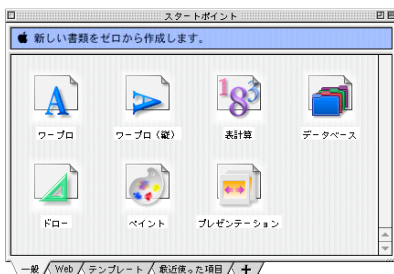 スタートポイント
新しい書類をゼロから作成します。
ワープロ
ワープロ（縦）
表計算
データベース
ドロー
ペイント
プレゼンテーション
一般 Web テンプレート 最近使った項目 +